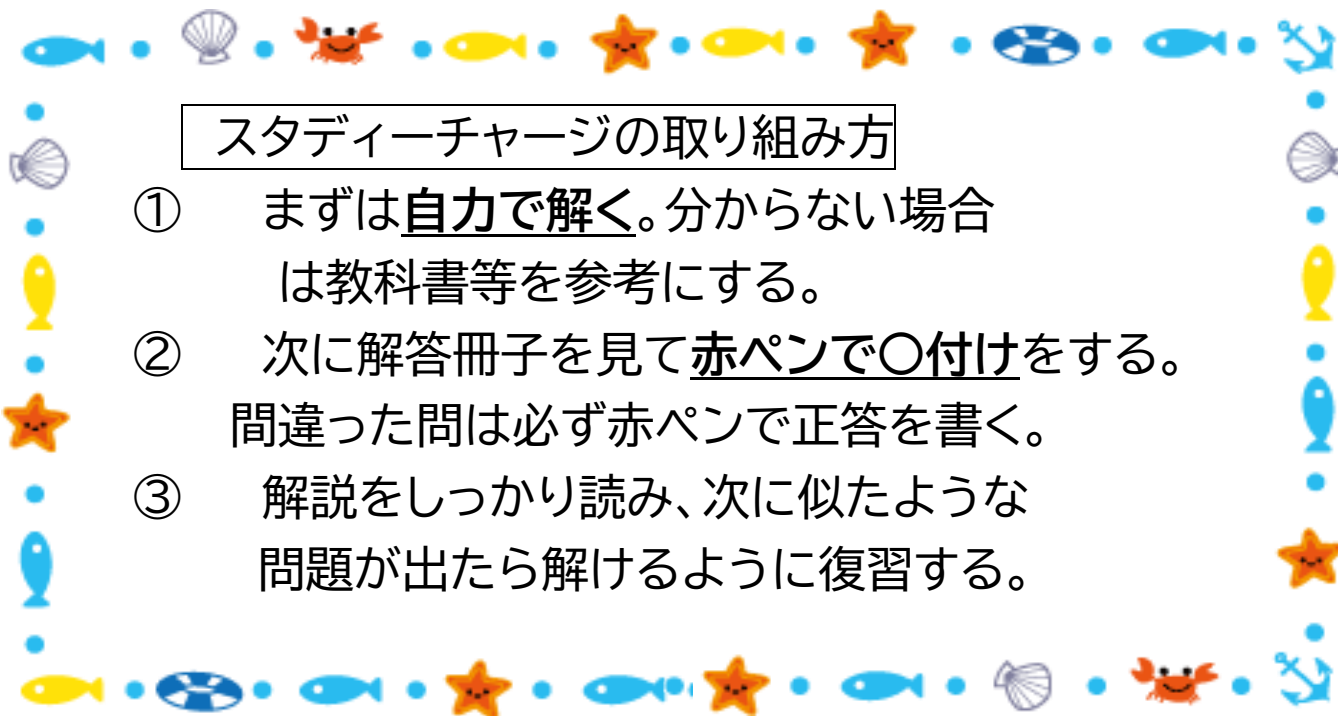 スタディーチャージの取り組み方
① まずは自力で解く。分からない場合
は教科書等を参考にする。
② 次に解答冊子を見て赤ペンで〇付けをする。
間違った問は必ず赤ペンで正答を書く。
③ 解説をしっかり読み、次に似たような
問題が出たら解けるように復習する。